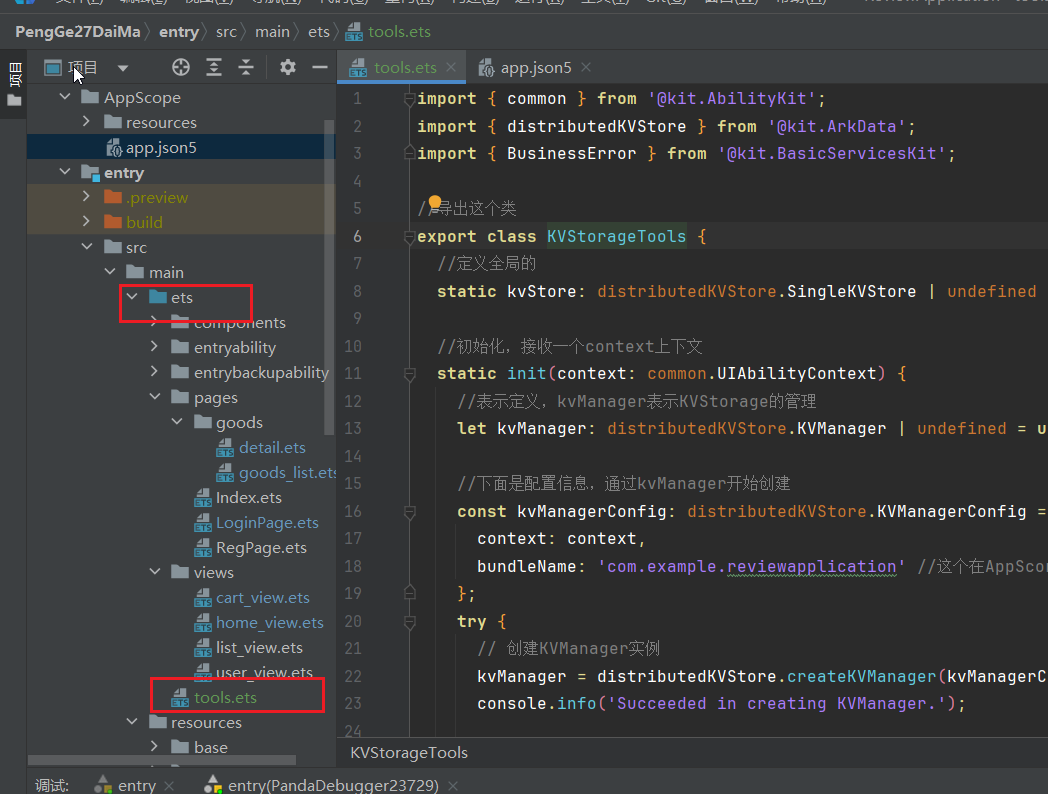 PengGe27DaiMa entry src main ets tools.ets
项目
项目
tools.ets
app.json5
AppScope
resources
app.json5
entry
.preview
build
src
main
ets
components
entryability
entrybackupability
pages
goods
detail.ets
goods_list.ets
Index.ets
LoginPage.ets
RegPage.ets
views
cart_view.ets
home_view.ets
list_view.ets
user_view.ets
tools.ets
resources
base
1 import { common } from '@kit.AbilityKit';
2 import { distributedKVStore } from '@kit.ArkData';
3 import { BusinessError } from '@kit.BasicServicesKit';
4
5 //导出这个类
6 export class KVStorageTools {
7 //定义全局的
8 static kvStore: distributedKVStore.SingleKVStore | undefined
9
10 //初始化，接收一个context上下文
11 static init(context: common.UIAbilityContext) {
12 //表示定义，kvManager表示KVStorage的管理
13 let kvManager: distributedKVStore.KVManager | undefined = u
14
15 //下面是配置信息，通过kvManager开始创建
16 const kvManagerConfig: distributedKVStore.KVManagerConfig =
17 context: context,
18 bundleName: 'com.example.reviewapplication' //这个在AppScop
19 };
20 try {
21 // 创建KVManager实例
22 kvManager = distributedKVStore.createKVManager(kvManagerC
23 console.info('Succeeded in creating KVManager.');
24
KVStorageTools
调试: entry entry(PandaDebugger23729)